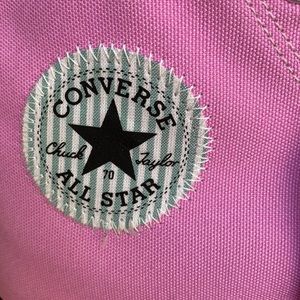 CONVERSE
Chuck Taylor
70
ALL STAR